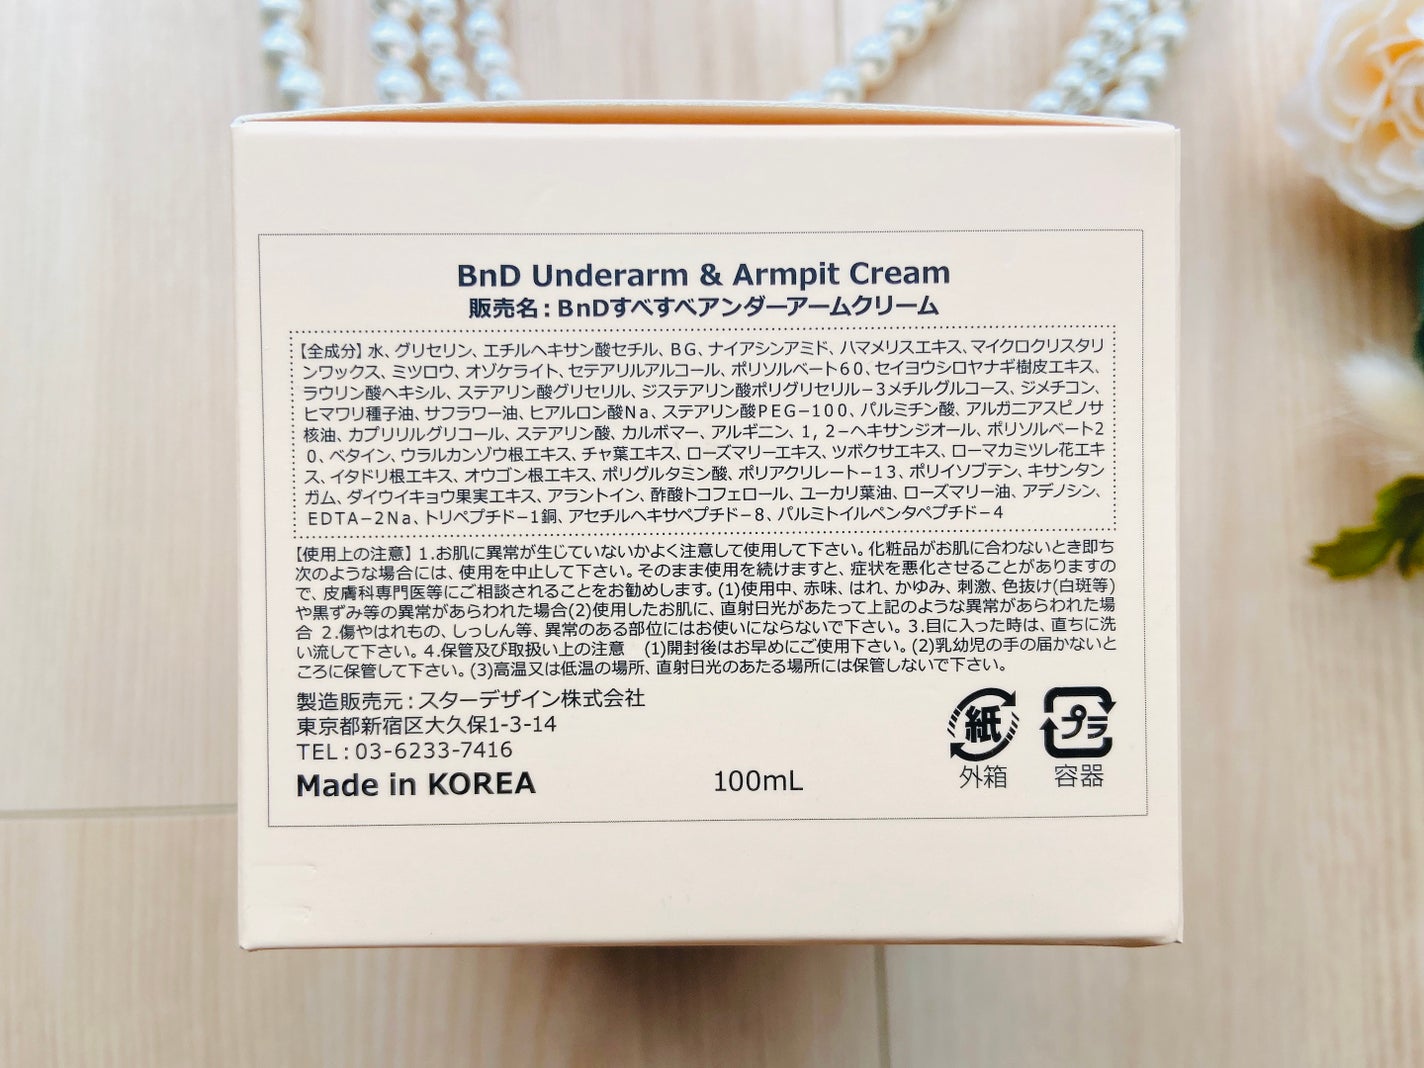 BnD Underarm & Armpit Cream
販売名：BnDすべすべアンダーアームクリーム
【全成分】水、グリセリン、エチルヘキサン酸セチル、BG、ナイアシンアミド、ハマメリスエキス、マイクロクリスタリ
ンワックス、ミツロウ、オゾケライト、セテアリルアルコール、ポリソルベート60、セイヨウシロヤナギ樹皮エキス、
ラウリン酸ヘキシル、ステアリン酸グリセリル、ジステアリン酸ポリグリセリル−3メチルグルコース、ジメチコン、
ヒマワリ種子油、サフラワー油、ヒアルロン酸Na、ステアリン酸PEG−100、パルミチン酸、アルガニアスピノサ
核油、カプリリルグリコール、ステアリン酸、カルボマー、アルギニン、1, 2−ヘキサンジオール、ポリソルベート2
0、ベタイン、ウラルカンゾウ根エキス、チャ葉エキス、ローズマリーエキス、ツボクサエキス、ローマカミツレ花エキ
ス、イタドリ根エキス、オウゴン根エキス、ポリグルタミン酸、ポリアクリレート−13、ポリイソブテン、キサンタン
ガム、ダイウイキョウ果実エキス、アラントイン、酢酸トコフェロール、ユーカリ葉油、ローズマリー油、アデノシン、
EDTA−2Na、トリペプチド−1銅、アセチルヘキサペプチド−8、パルミトイルペンタペプチド−4
【使用上の注意】1.お肌に異常が生じていないかよく注意して使用して下さい。化粧品がお肌に合わないとき即ち
次のような場合には、使用を中止して下さい。そのまま使用を続けますと、症状を悪化させることがありますの
で、皮膚科専門医等にご相談されることをお勧めします。(1)使用中、赤味、はれ、かゆみ、刺激、色抜け(白斑等)
や黒ずみ等の異常があらわれた場合(2)使用したお肌に、直射日光があたって上記のような異常があらわれた場
合 2.傷やはれもの、しっしん等、異常のある部位にはお使いにならないで下さい。3.目に入った時は、直ちに洗
い流して下さい。4.保管及び取扱い上の注意　(1)開封後はお早めにご使用下さい。(2)乳幼児の手の届かないと
ころに保管して下さい。(3)高温又は低温の場所、直射日光のあたる場所には保管しないで下さい。
製造販売元：スターデザイン株式会社
東京都新宿区大久保1-3-14
TEL：03-6233-7416
Made in KOREA
100mL
紙
外箱
プラ
容器